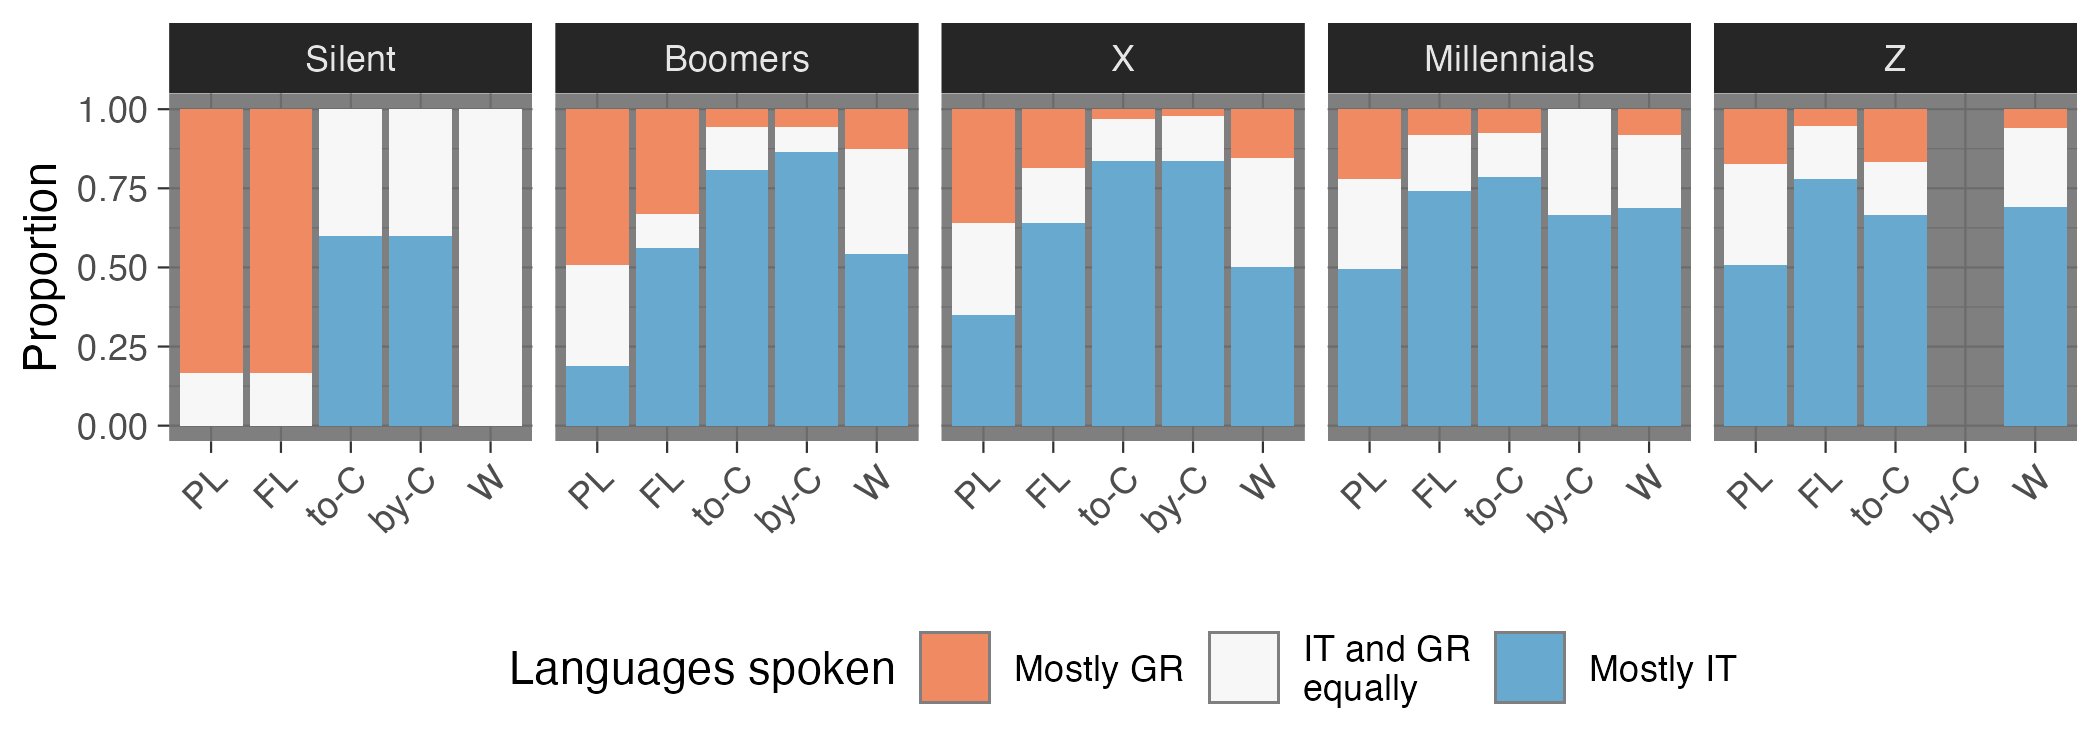 Silent Boomers X Millennials Z
Proportion
1.00
0.75
0.50
0.25
0.00
PL FL to-C by-C W PL FL to-C by-C W PL FL to-C by-C W PL FL to-C by-C W PL FL to-C by-C W
Languages spoken
Mostly GR
IT and GR
equally
Mostly IT